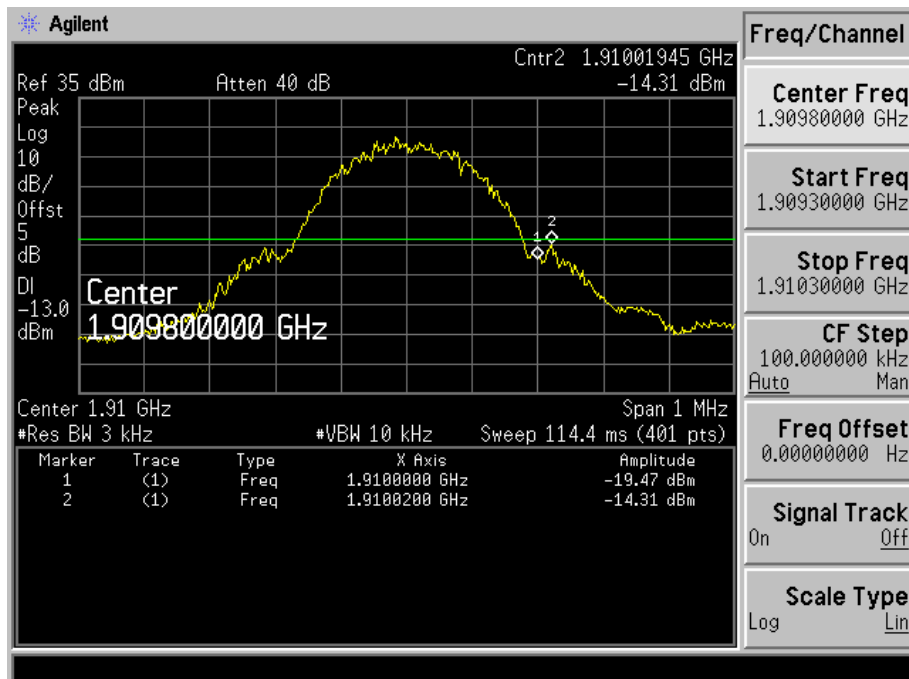 Agilent
Freq/Channel
Cntr2 1.91001945 GHz
Ref 35 dBm Atten 40 dB -14.31 dBm
Peak
Log
10
dB/
Offst
5
dB
DI
-13.0
dBm
1
2
Center
1.909800000 GHz
Center 1.91 GHz Span 1 MHz
#Res BW 3 kHz #VBW 10 kHz Sweep 114.4 ms (401 pts)
Marker Trace Type X Axis Amplitude
1 (1) Freq 1.9100000 GHz -19.47 dBm
2 (1) Freq 1.9100200 GHz -14.31 dBm
Center Freq
1.90980000 GHz
Start Freq
1.90930000 GHz
Stop Freq
1.91030000 GHz
CF Step
100.000000 kHz
Auto Man
Freq Offset
0.00000000 Hz
Signal Track
On Off
Scale Type
Log Lin